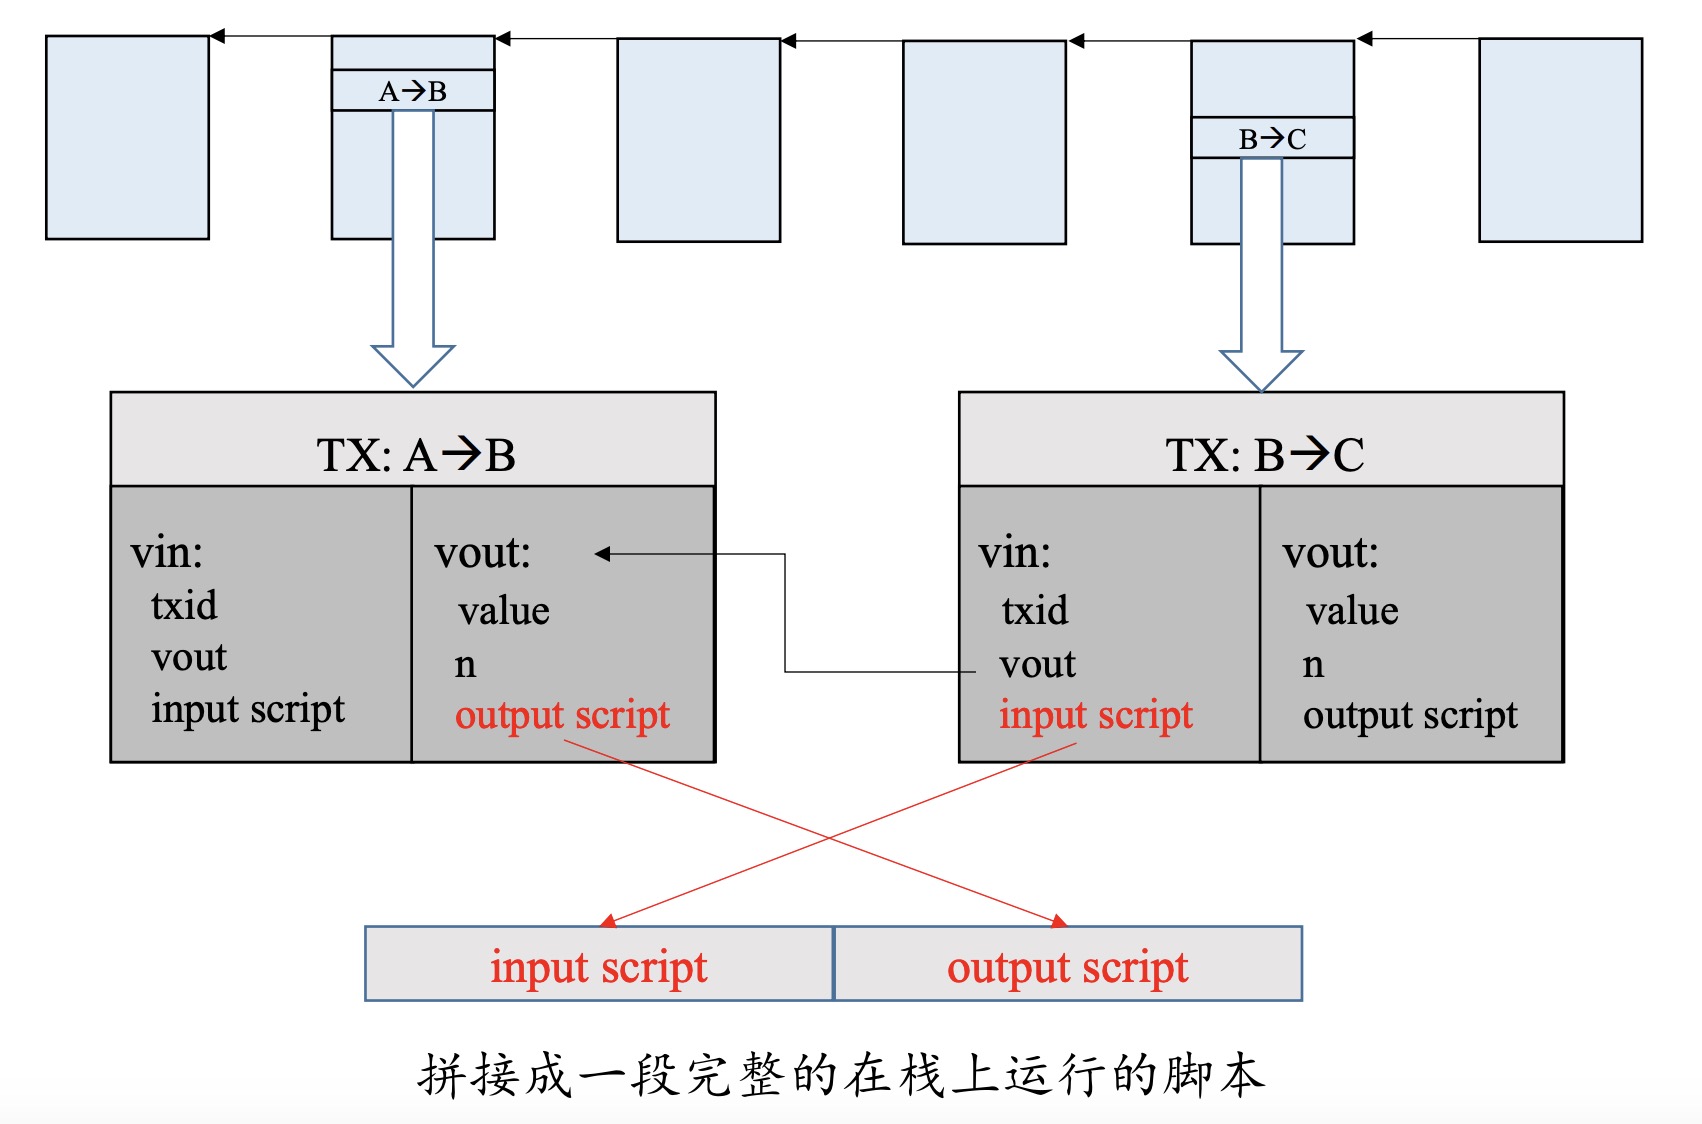 A→B
B→C
TX: A→B
vin:
txid
vout
input script
vout:
value
n
output script
TX: B→C
vin:
txid
vout
input script
vout:
value
n
output script
input script
output script
拼接成一段完整的在栈上运行的脚本